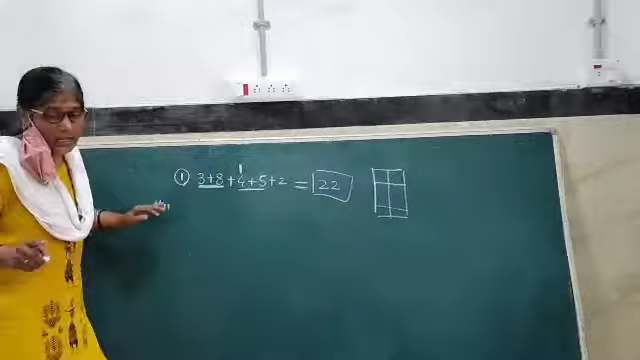 ① 3+8+4+5+2 = 22